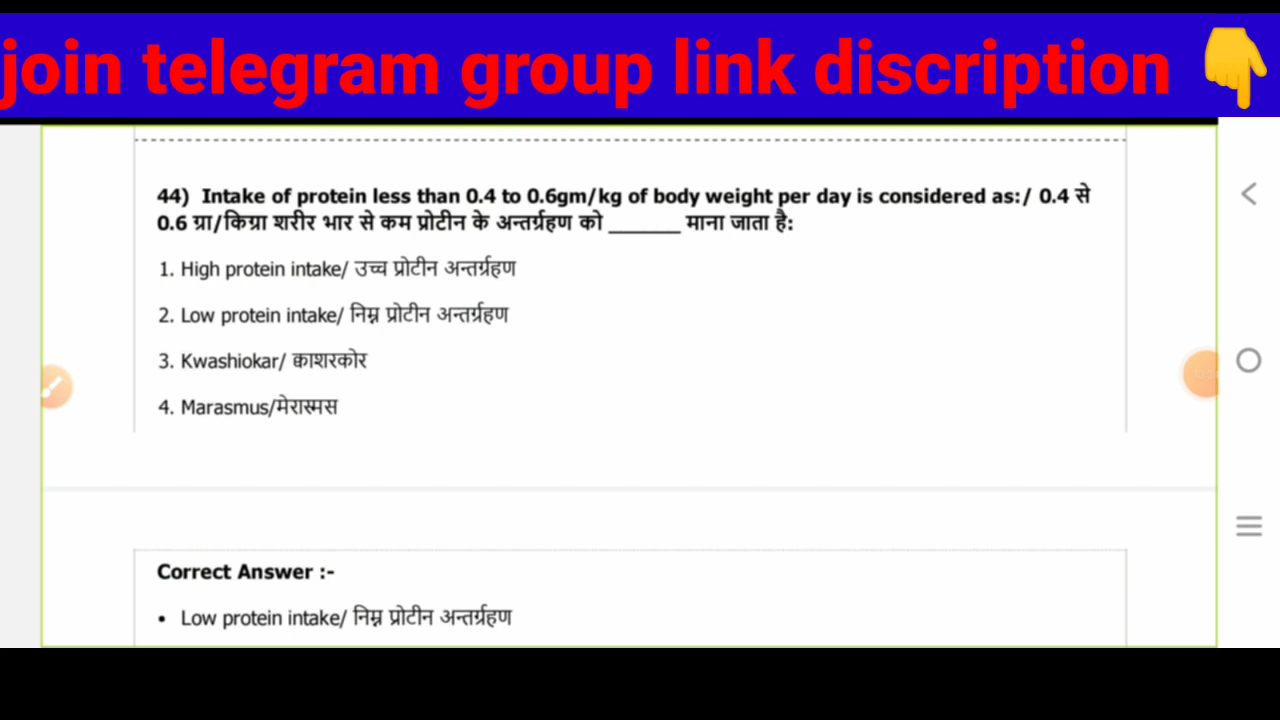 join telegram group link discription 👇
44) Intake of protein less than 0.4 to 0.6gm/kg of body weight per day is considered as:/ 0.4 से
0.6 ग्रा/किग्रा शरीर भार से कम प्रोटीन के अन्तर्ग्रहण को _______ माना जाता है:
1. High protein intake/ उच्च प्रोटीन अन्तर्ग्रहण
2. Low protein intake/ निम्न प्रोटीन अन्तर्ग्रहण
3. Kwashiokar/ क्वाशरकोर
4. Marasmus/मेरास्मस
Correct Answer :-
• Low protein intake/ निम्न प्रोटीन अन्तर्ग्रहण